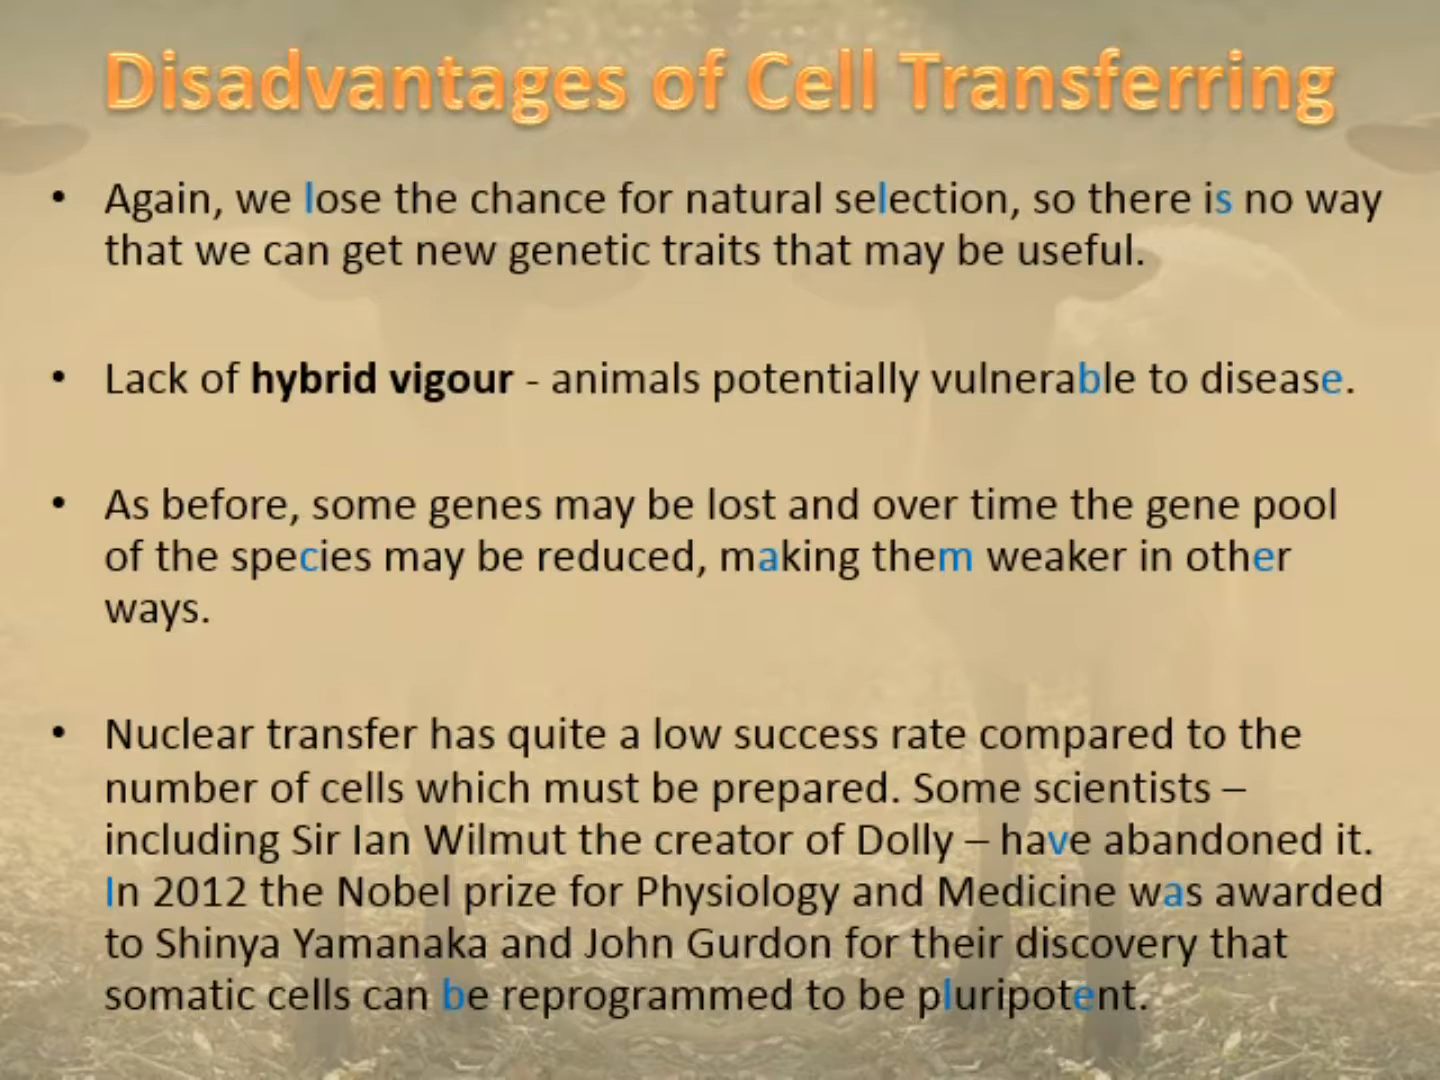 Disadvantages of Cell Transferring
• Again, we lose the chance for natural selection, so there is no way
that we can get new genetic traits that may be useful.
• Lack of hybrid vigour - animals potentially vulnerable to disease.
• As before, some genes may be lost and over time the gene pool
of the species may be reduced, making them weaker in other
ways.
• Nuclear transfer has quite a low success rate compared to the
number of cells which must be prepared. Some scientists –
including Sir Ian Wilmut the creator of Dolly – have abandoned it.
In 2012 the Nobel prize for Physiology and Medicine was awarded
to Shinya Yamanaka and John Gurdon for their discovery that
somatic cells can be reprogrammed to be pluripotent.